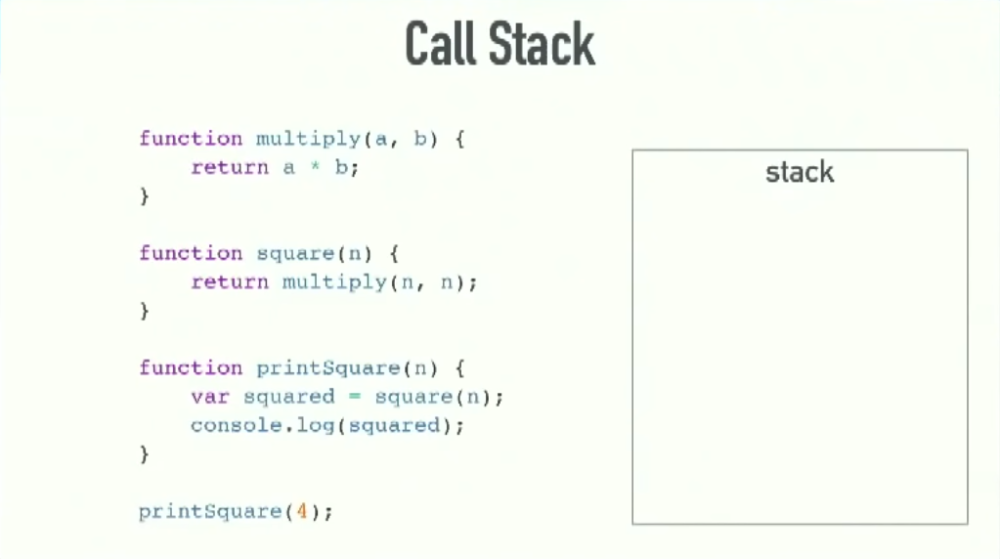 Call Stack
function multiply(a, b) {
    return a * b;
}
function square(n) {
    return multiply(n, n);
}
function printSquare(n) {
    var squared = square(n);
    console.log(squared);
}
printSquare(4);
stack